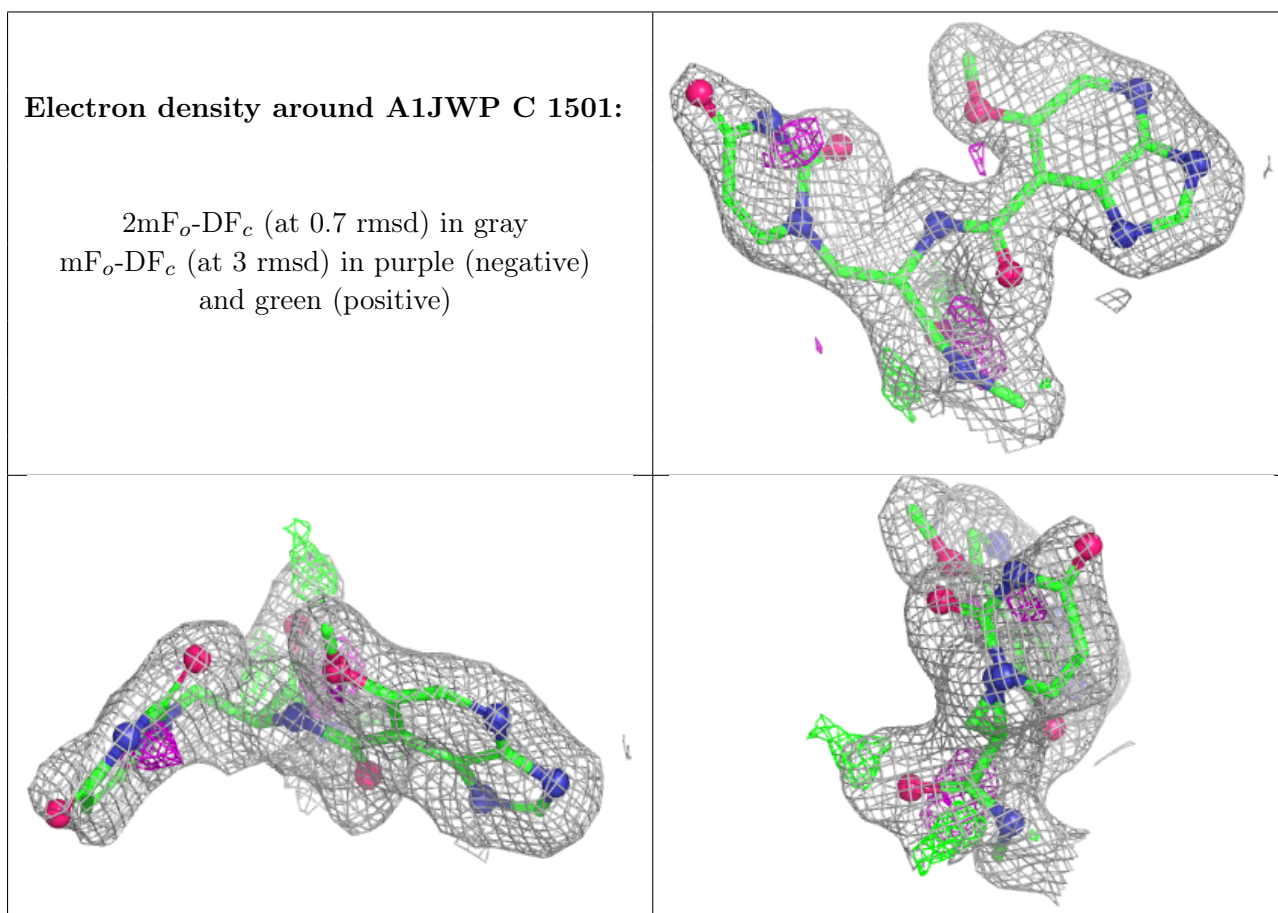 Electron density around A1JWP C 1501:
2mFo-DFc (at 0.7 rmsd) in gray
mFo-DFc (at 3 rmsd) in purple (negative)
and green (positive)